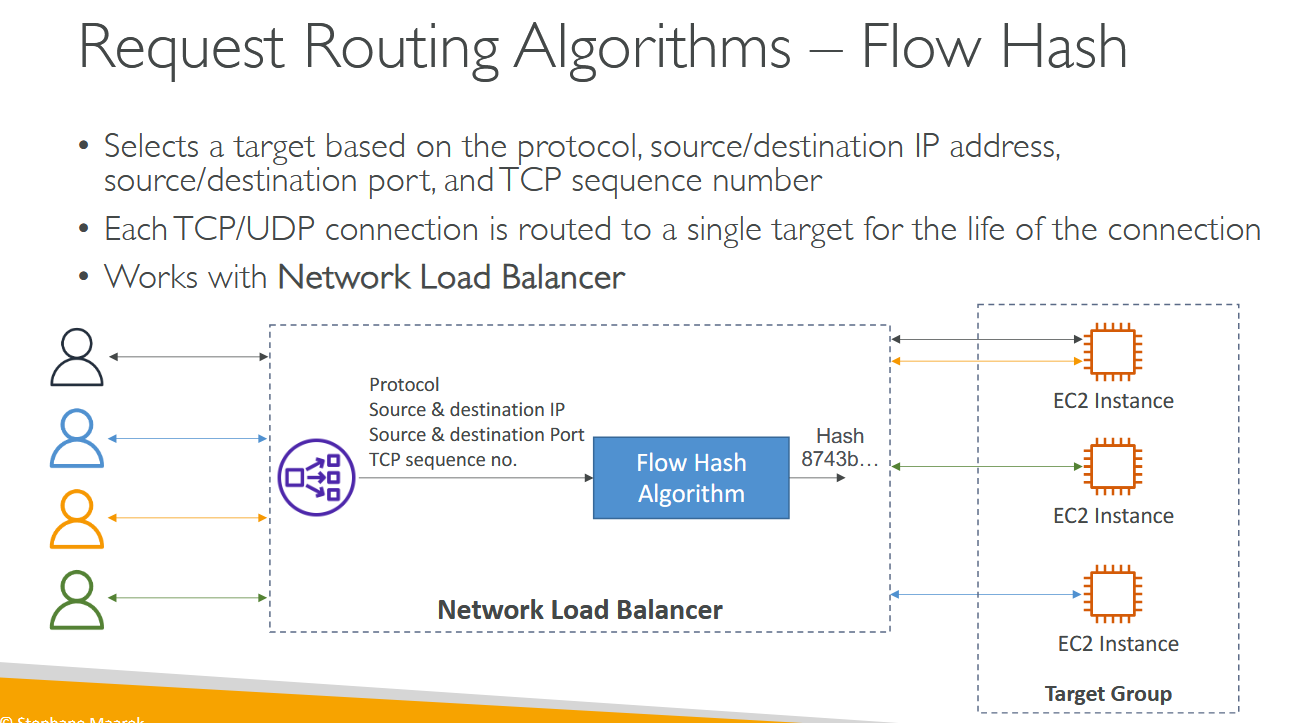 Request Routing Algorithms – Flow Hash
• Selects a target based on the protocol, source/destination IP address,
source/destination port, and TCP sequence number
• Each TCP/UDP connection is routed to a single target for the life of the connection
• Works with Network Load Balancer
Protocol
Source & destination IP
Source & destination Port
TCP sequence no.
Flow Hash
Algorithm
Hash
8743b…
Network Load Balancer
EC2 Instance
EC2 Instance
EC2 Instance
Target Group
© Stephane Maarek